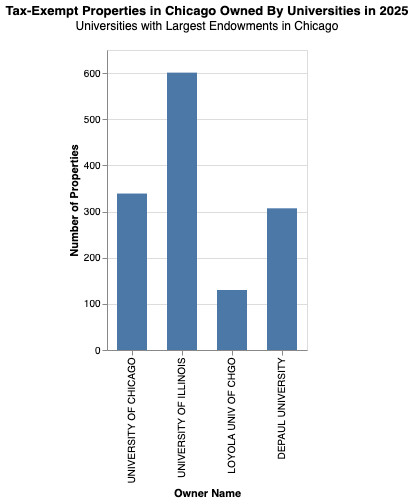 Tax-Exempt Properties in Chicago Owned By Universities in 2025
Universities with Largest Endowments in Chicago
Number of Properties
600
500
400
300
200
100
0
UNIVERSITY OF CHICAGO
UNIVERSITY OF ILLINOIS
LOYOLA UNIV OF CHGO
DEPAUL UNIVERSITY
Owner Name